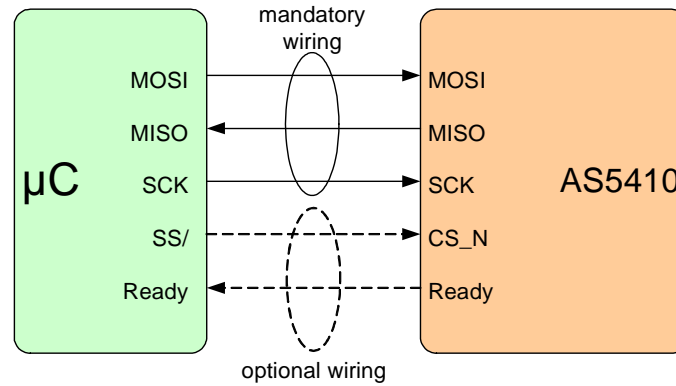 mandatory
wiring
MOSI MOSI
MISO MISO
µC SCK SCK AS5410
SS/ CS_N
Ready Ready
optional wiring